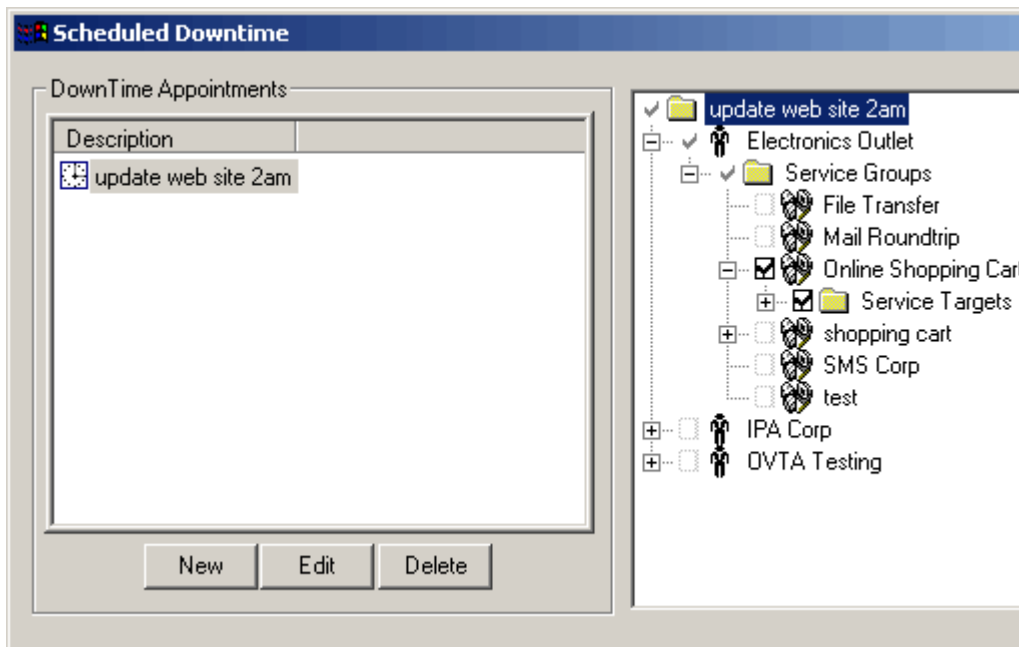 Scheduled Downtime
DownTime Appointments
Description
update web site 2am
New
Edit
Delete
update web site 2am
Electronics Outlet
Service Groups
File Transfer
Mail Roundtrip
Online Shopping Cart
Service Targets
shopping cart
SMS Corp
test
IPA Corp
OVTA Testing